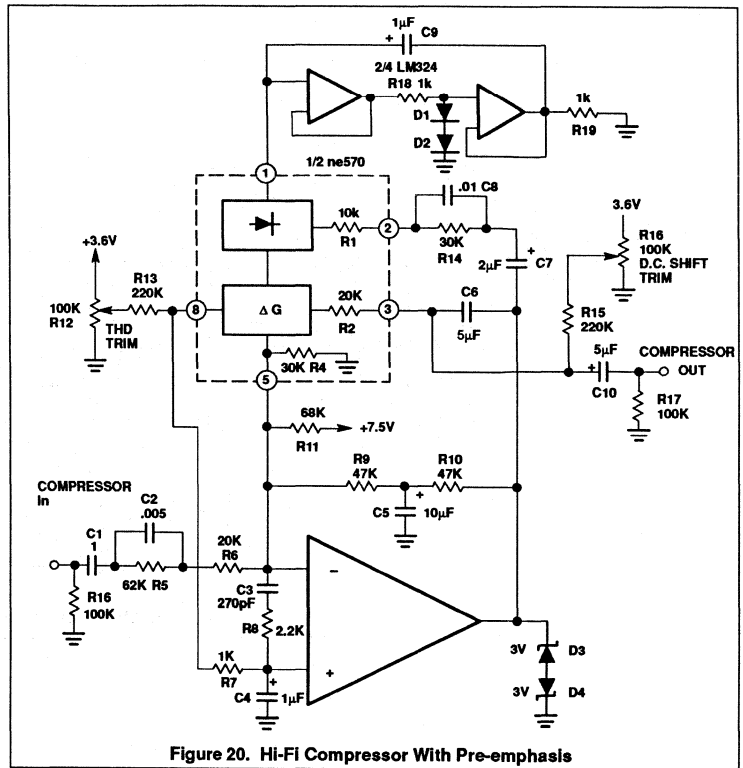 1µF
+ C9
2/4 LM324
R18 1k
D1
D2
1k
R19
1
1/2 ne570
10k
R1
2
.01 C8
30K
R14
+
2µF C7
3.6V
R16
100K
D.C. SHIFT
TRIM
+3.6V
R13
220K
100K
R12
THD
TRIM
8
Δ G
20K
R2
3
C6
5µF
R15
220K
30K R4
5
5µF
+
C10
COMPRESSOR
OUT
R17
100K
68K
R11
+7.5V
R9
47K
R10
47K
+
C5 10µF
COMPRESSOR
In
C2
.005
C1
1
62K R5
R16
100K
20K
R6
C3
270pF
R8 2.2K
1K
R7
+
C4 1µF
−
+
3V D3
3V D4
Figure 20. Hi-Fi Compressor With Pre-emphasis